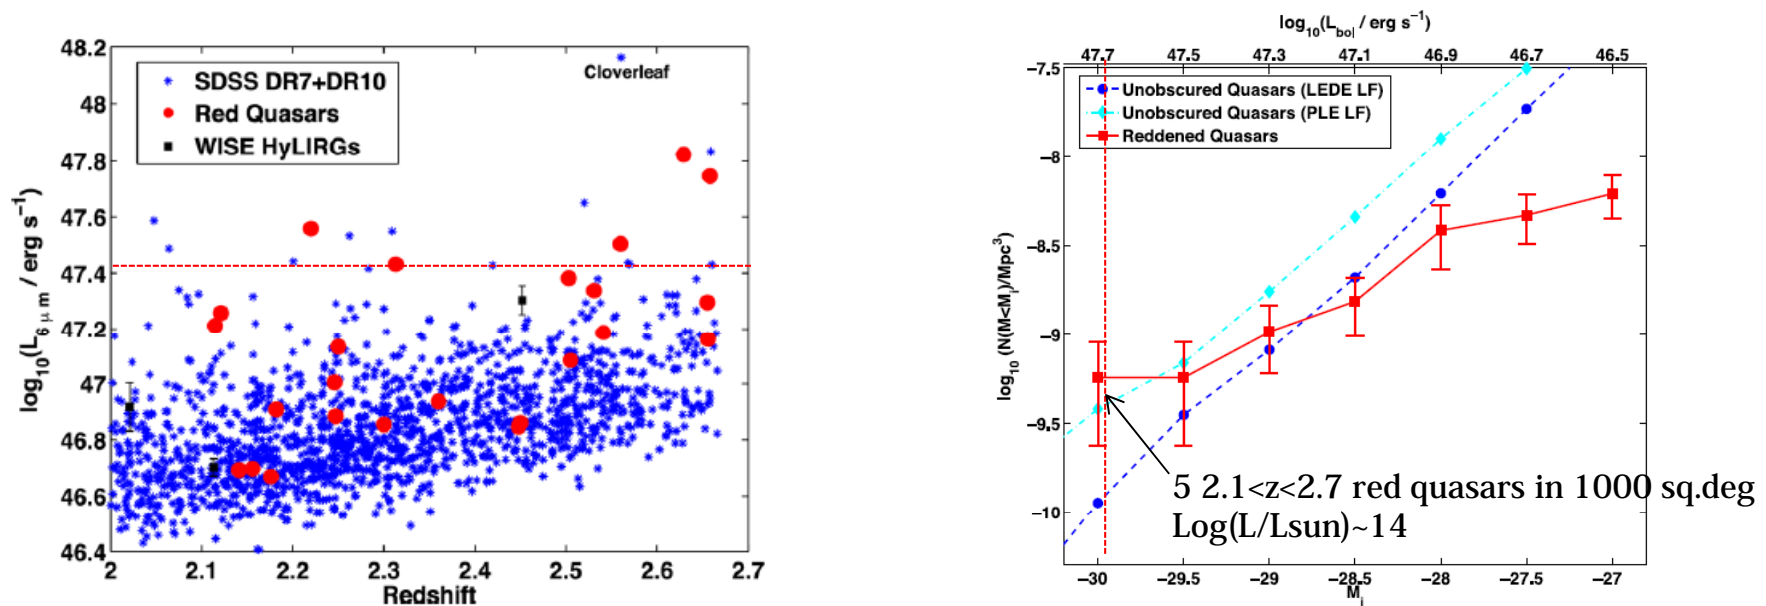 48.2
48
47.8
47.6
47.4
47.2
47
46.8
46.6
46.4
log10(L6 μm / erg s−1)
SDSS DR7+DR10
Red Quasars
WISE HyLIRGs
Cloverleaf
2 2.1 2.2 2.3 2.4 2.5 2.6 2.7
Redshift
log10(Lbol / erg s−1)
47.7 47.5 47.3 47.1 46.9 46.7 46.5
−7.5
−8
−8.5
−9
−9.5
−10
log10 (N(M<Mi)/Mpc3)
Unobscured Quasars (LEDE LF)
Unobscured Quasars (PLE LF)
Reddened Quasars
5 2.1<z<2.7 red quasars in 1000 sq.deg
Log(L/Lsun)~14
−30 −29.5 −29 −28.5 −28 −27.5 −27
Mi